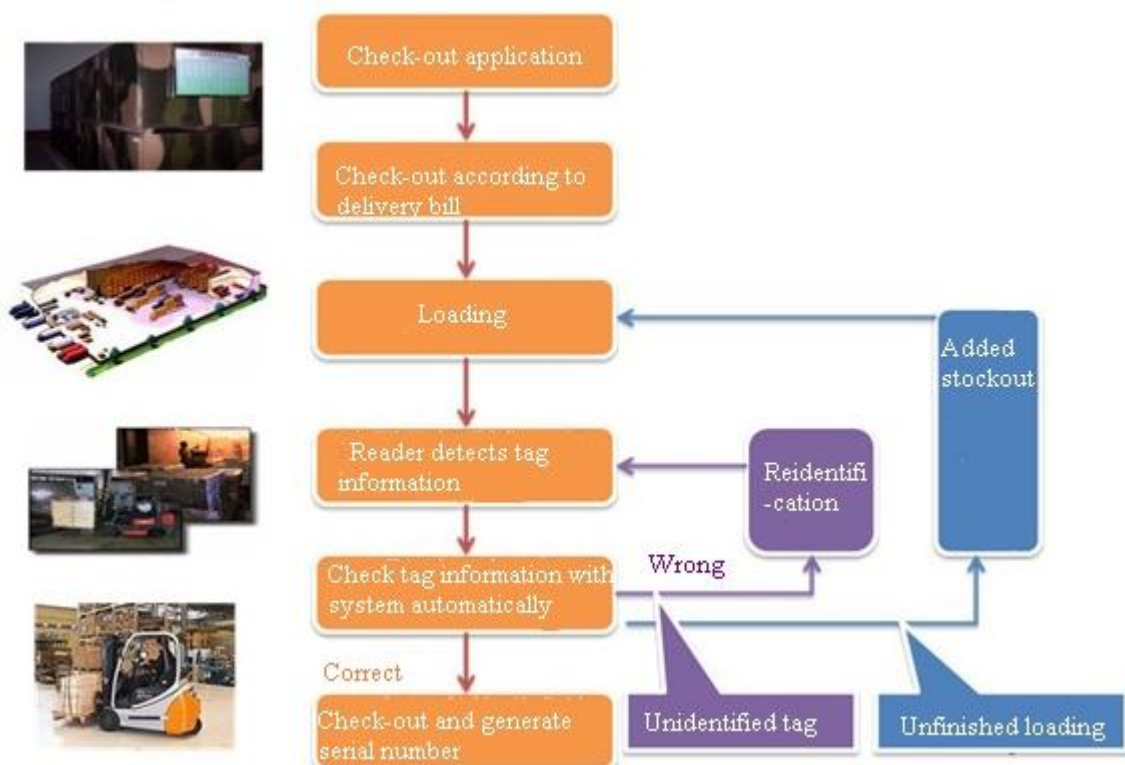 Check-out application
Check-out according to
delivery bill
Loading
Added
stockout
Reader detects tag
information
Reidentifi
-cation
Check tag information with
system automatically
Wrong
Correct
Check-out and generate
serial number
Unidentified tag
Unfinished loading